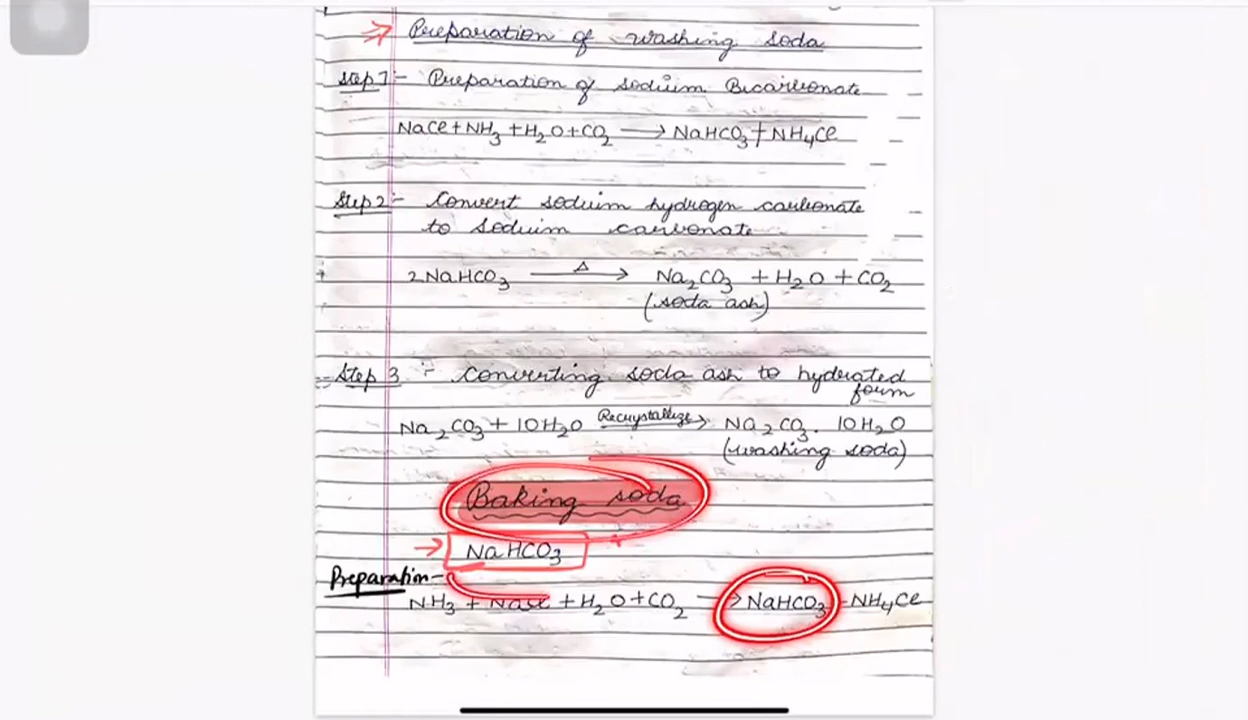 Preparation of washing soda
Step 1:- Preparation of sodium Bicarbonate
NaCl + NH₃ + H₂O + CO₂ → NaHCO₃ + NH₄Cl
Step 2:- Convert sodium hydrogen carbonate
to sodium carbonate
2NaHCO₃ —Δ→ Na₂CO₃ + H₂O + CO₂
(soda ash)
Step 3 :- Converting soda ash to hydrated
form
Na₂CO₃ + 10H₂O —Recrystallize→ Na₂CO₃. 10H₂O
(washing soda)
Baking soda
→ NaHCO₃
Preparation-
NH₃ + NaCl + H₂O + CO₂ → NaHCO₃ + NH₄Cl